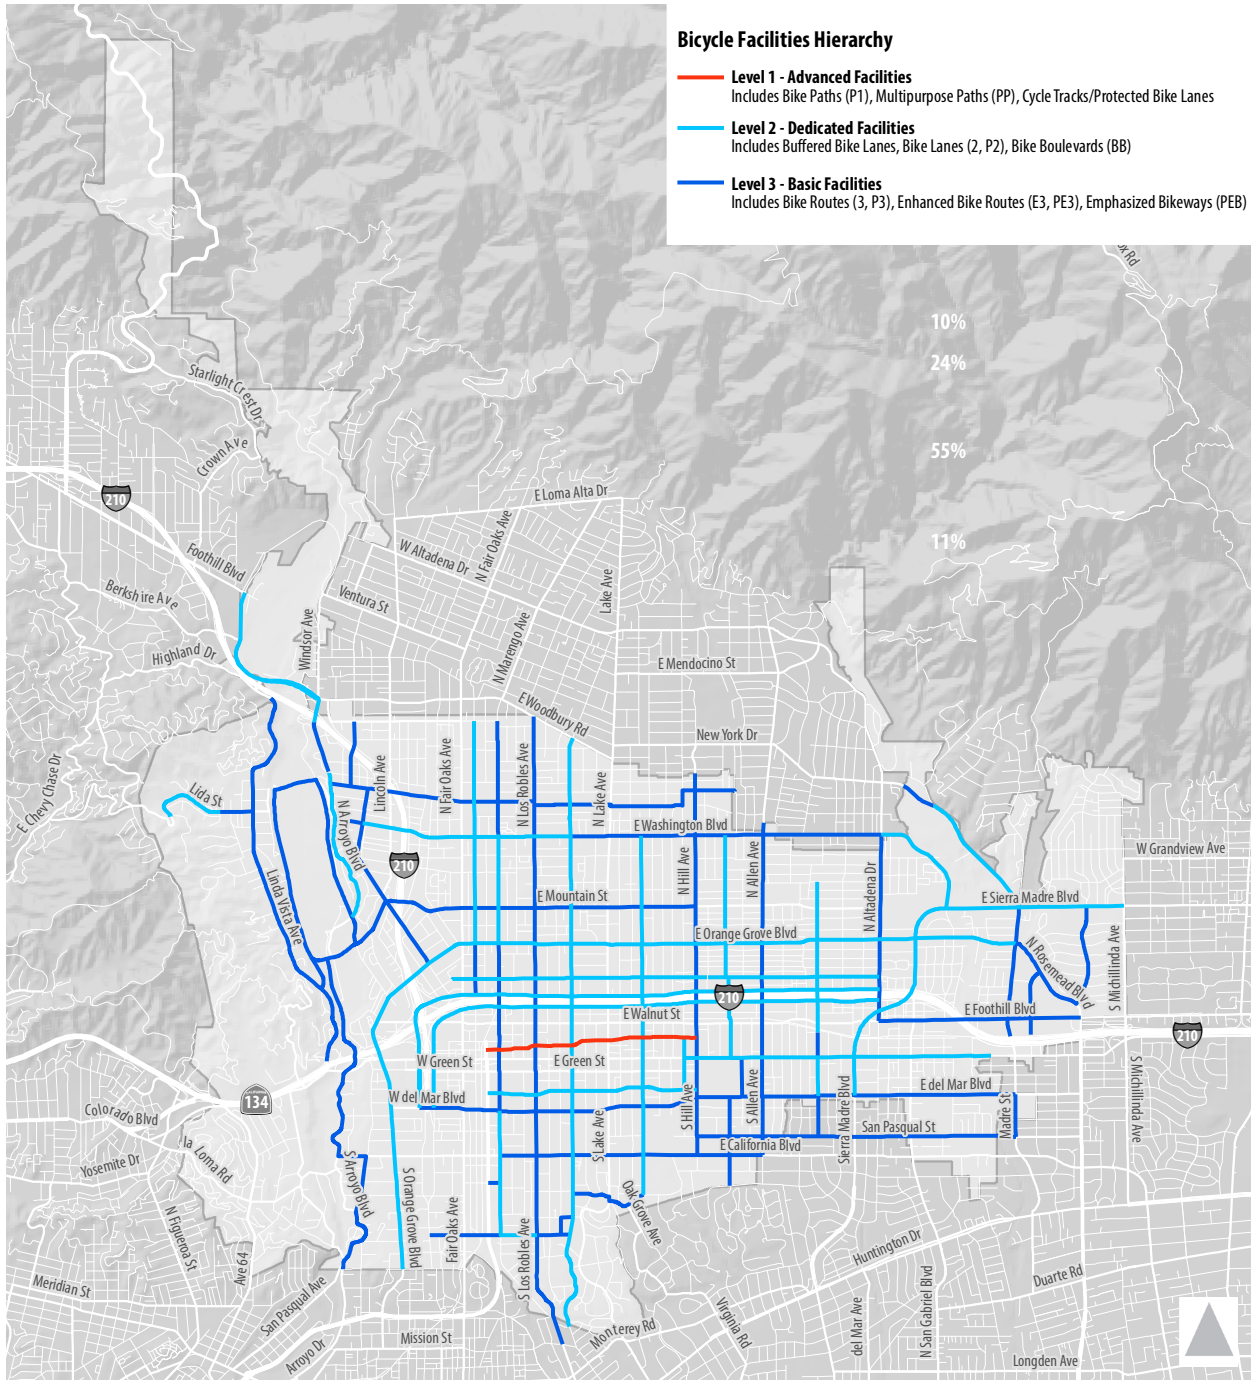 Bicycle Facilities Hierarchy
Level 1 - Advanced Facilities
Includes Bike Paths (P1), Multipurpose Paths (PP), Cycle Tracks/Protected Bike Lanes
Level 2 - Dedicated Facilities
Includes Buffered Bike Lanes, Bike Lanes (2, P2), Bike Boulevards (BB)
Level 3 - Basic Facilities
Includes Bike Routes (3, P3), Enhanced Bike Routes (E3, PE3), Emphasized Bikeways (PEB)
ox Rd
10%
24%
55%
11%
Starlight Crest Dr
Crown Ave
210
E Loma Alta Dr
W Altadena Dr
N Fair Oaks Ave
Foothill Blvd
Berkshire Ave
Ventura St
Lake Ave
Windsor Ave
N Marengo Ave
Highland Dr
E Mendocino St
E Woodbury Rd
New York Dr
E Chevy Chase Dr
Lida St
Lincoln Ave
N Fair Oaks Ave
N Los Robles Ave
N Lake Ave
N Arroyo Blvd
E Washington Blvd
W Grandview Ave
210
N Hill Ave
N Allen Ave
N Altadena Dr
Linda Vista Ave
E Mountain St
E Sierra Madre Blvd
E Orange Grove Blvd
N Rosemead Blvd
S Michillinda Ave
210
E Walnut St
E Foothill Blvd
210
W Green St
E Green St
W del Mar Blvd
E del Mar Blvd
134
Colorado Blvd
S Hill Ave
S Allen Ave
Sierra Madre Blvd
Madre St
S Michillinda Ave
San Pasqual St
S Lake Ave
E California Blvd
la Loma Rd
Yosemite Dr
S Arroyo Blvd
S Orange Grove Blvd
Oak Grove Ave
N Figueroa St
Fair Oaks Ave
S Los Robles Ave
Huntington Dr
Ave 64
Meridian St
San Pasqual Ave
Duarte Rd
Arroyo Dr
Mission St
Monterey Rd
Virginia Rd
del Mar Ave
N San Gabriel Blvd
Longden Ave